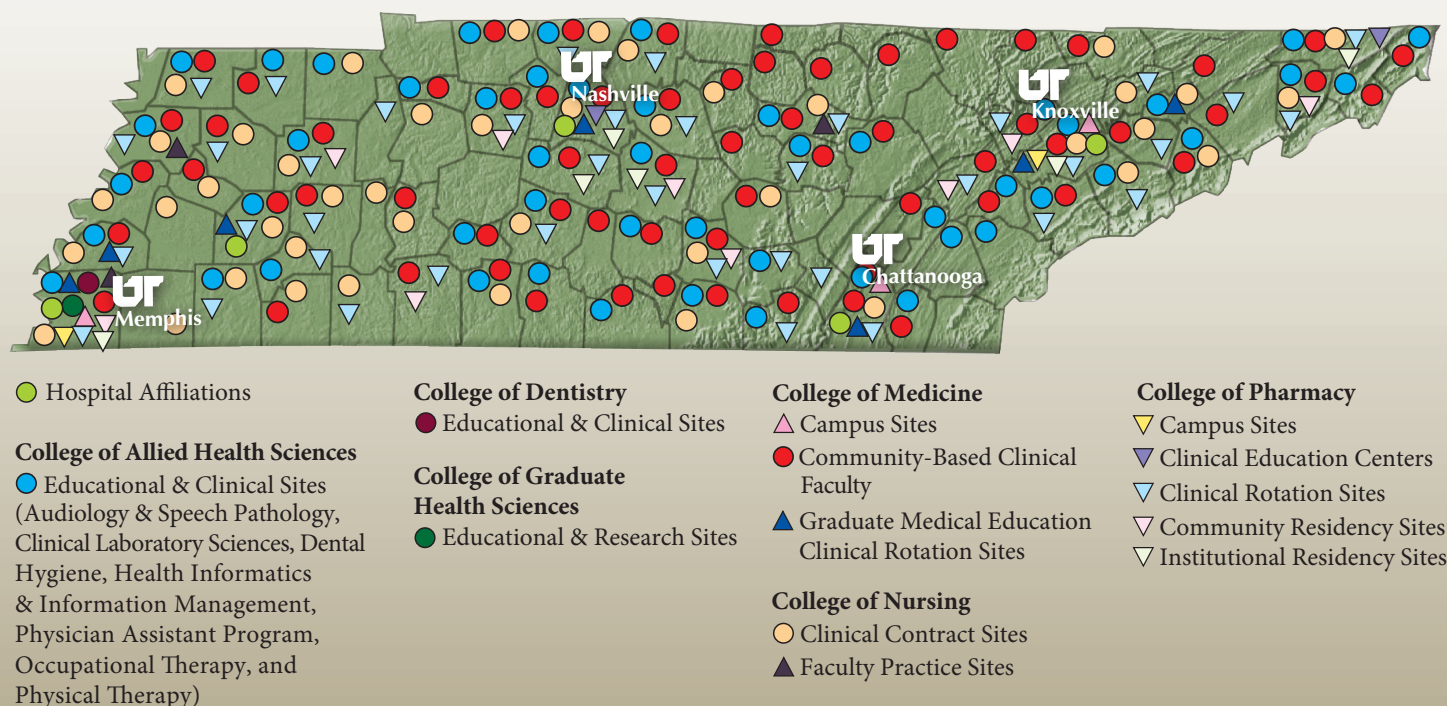 UT
Nashville
UT
Knoxville
UT
Chattanooga
UT
Memphis
Hospital Affiliations
College of Allied Health Sciences
Educational & Clinical Sites
(Audiology & Speech Pathology,
Clinical Laboratory Sciences, Dental
Hygiene, Health Informatics
& Information Management,
Physician Assistant Program,
Occupational Therapy, and
Physical Therapy)
College of Dentistry
Educational & Clinical Sites
College of Graduate
Health Sciences
Educational & Research Sites
College of Medicine
Campus Sites
Community-Based Clinical
Faculty
Graduate Medical Education
Clinical Rotation Sites
College of Nursing
Clinical Contract Sites
Faculty Practice Sites
College of Pharmacy
Campus Sites
Clinical Education Centers
Clinical Rotation Sites
Community Residency Sites
Institutional Residency Sites